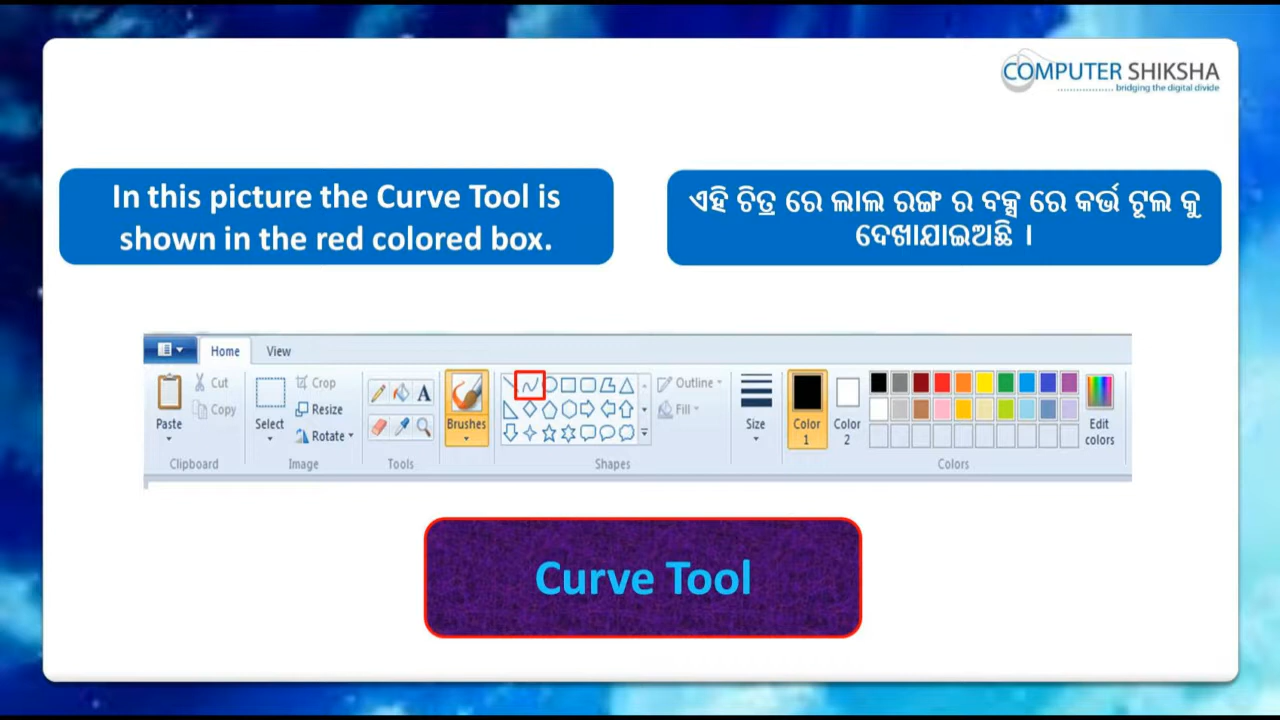 COMPUTER SHIKSHA
bridging the digital divide
In this picture the Curve Tool is
shown in the red colored box.
ଏହି ଚିତ୍ର ରେ ଲାଲ ରଙ୍ଗ ର ବକ୍ସ ରେ କର୍ଭ ଟୂଲ କୁ
ଦେଖାଯାଇଅଛି ।
Home View
Cut
Copy
Paste
Clipboard
Crop
Resize
Rotate
Select
Image
A
Tools
Brushes
Outline
Fill
Shapes
Size
Color
1
Color
2
Edit
colors
Colors
Curve Tool